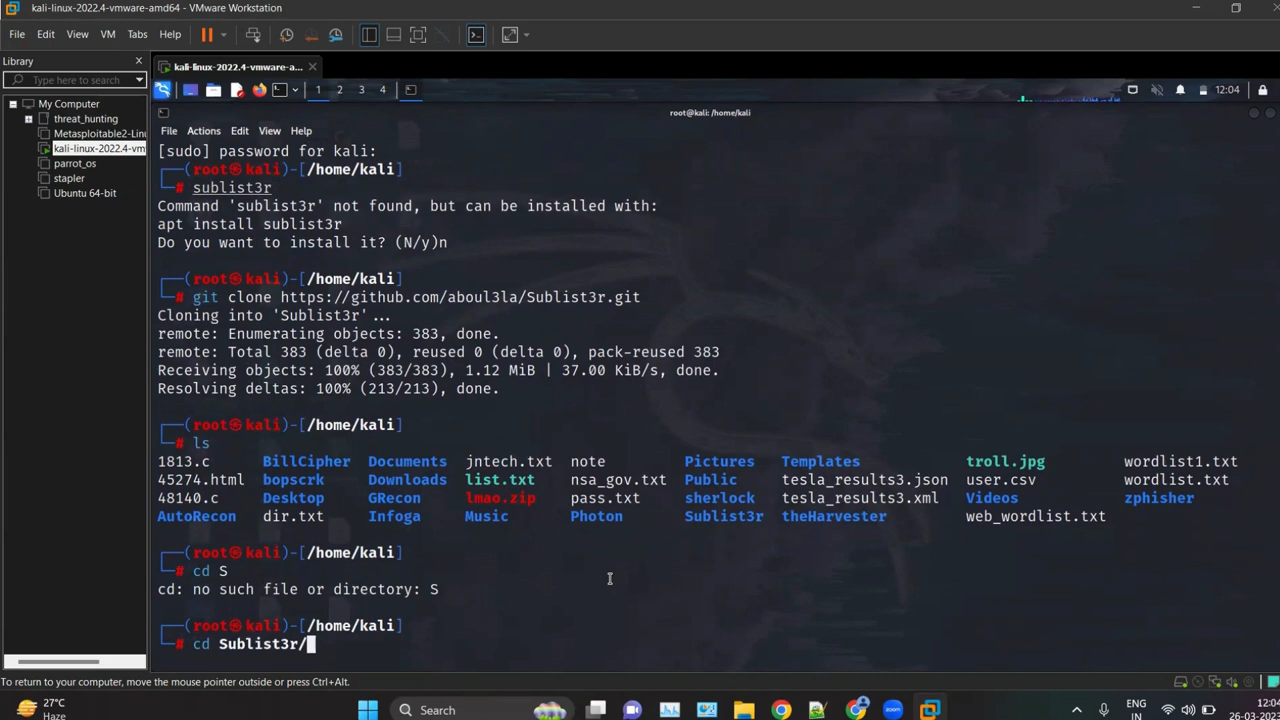 kali-linux-2022.4-vmware-amd64 - VMware Workstation
File Edit View VM Tabs Help
Library
Type here to search
My Computer
threat_hunting
Metasploitable2-Linu
kali-linux-2022.4-vm
parrot_os
stapler
Ubuntu 64-bit
kali-linux-2022.4-vmware-a...
1 2 3 4
12:04
root@kali: /home/kali
File Actions Edit View Help
[sudo] password for kali:
┌──(root㉿kali)-[/home/kali]
└─# sublist3r
Command 'sublist3r' not found, but can be installed with:
apt install sublist3r
Do you want to install it? (N/y)n
┌──(root㉿kali)-[/home/kali]
└─# git clone https://github.com/aboul3la/Sublist3r.git
Cloning into 'Sublist3r'...
remote: Enumerating objects: 383, done.
remote: Total 383 (delta 0), reused 0 (delta 0), pack-reused 383
Receiving objects: 100% (383/383), 1.12 MiB | 37.00 KiB/s, done.
Resolving deltas: 100% (213/213), done.
┌──(root㉿kali)-[/home/kali]
└─# ls
1813.c BillCipher Documents jntech.txt note Pictures Templates troll.jpg wordlist1.txt
45274.html bopscrk Downloads list.txt nsa_gov.txt Public tesla_results3.json user.csv wordlist.txt
48140.c Desktop GRecon lmao.zip pass.txt sherlock tesla_results3.xml Videos zphisher
AutoRecon dir.txt Infoga Music Photon Sublist3r theHarvester web_wordlist.txt
┌──(root㉿kali)-[/home/kali]
└─# cd S
cd: no such file or directory: S
┌──(root㉿kali)-[/home/kali]
└─# cd Sublist3r/
To return to your computer, move the mouse pointer outside or press Ctrl+Alt.
27°C
Haze
Search
zoom
ENG
IN
12:04
26-03-2023